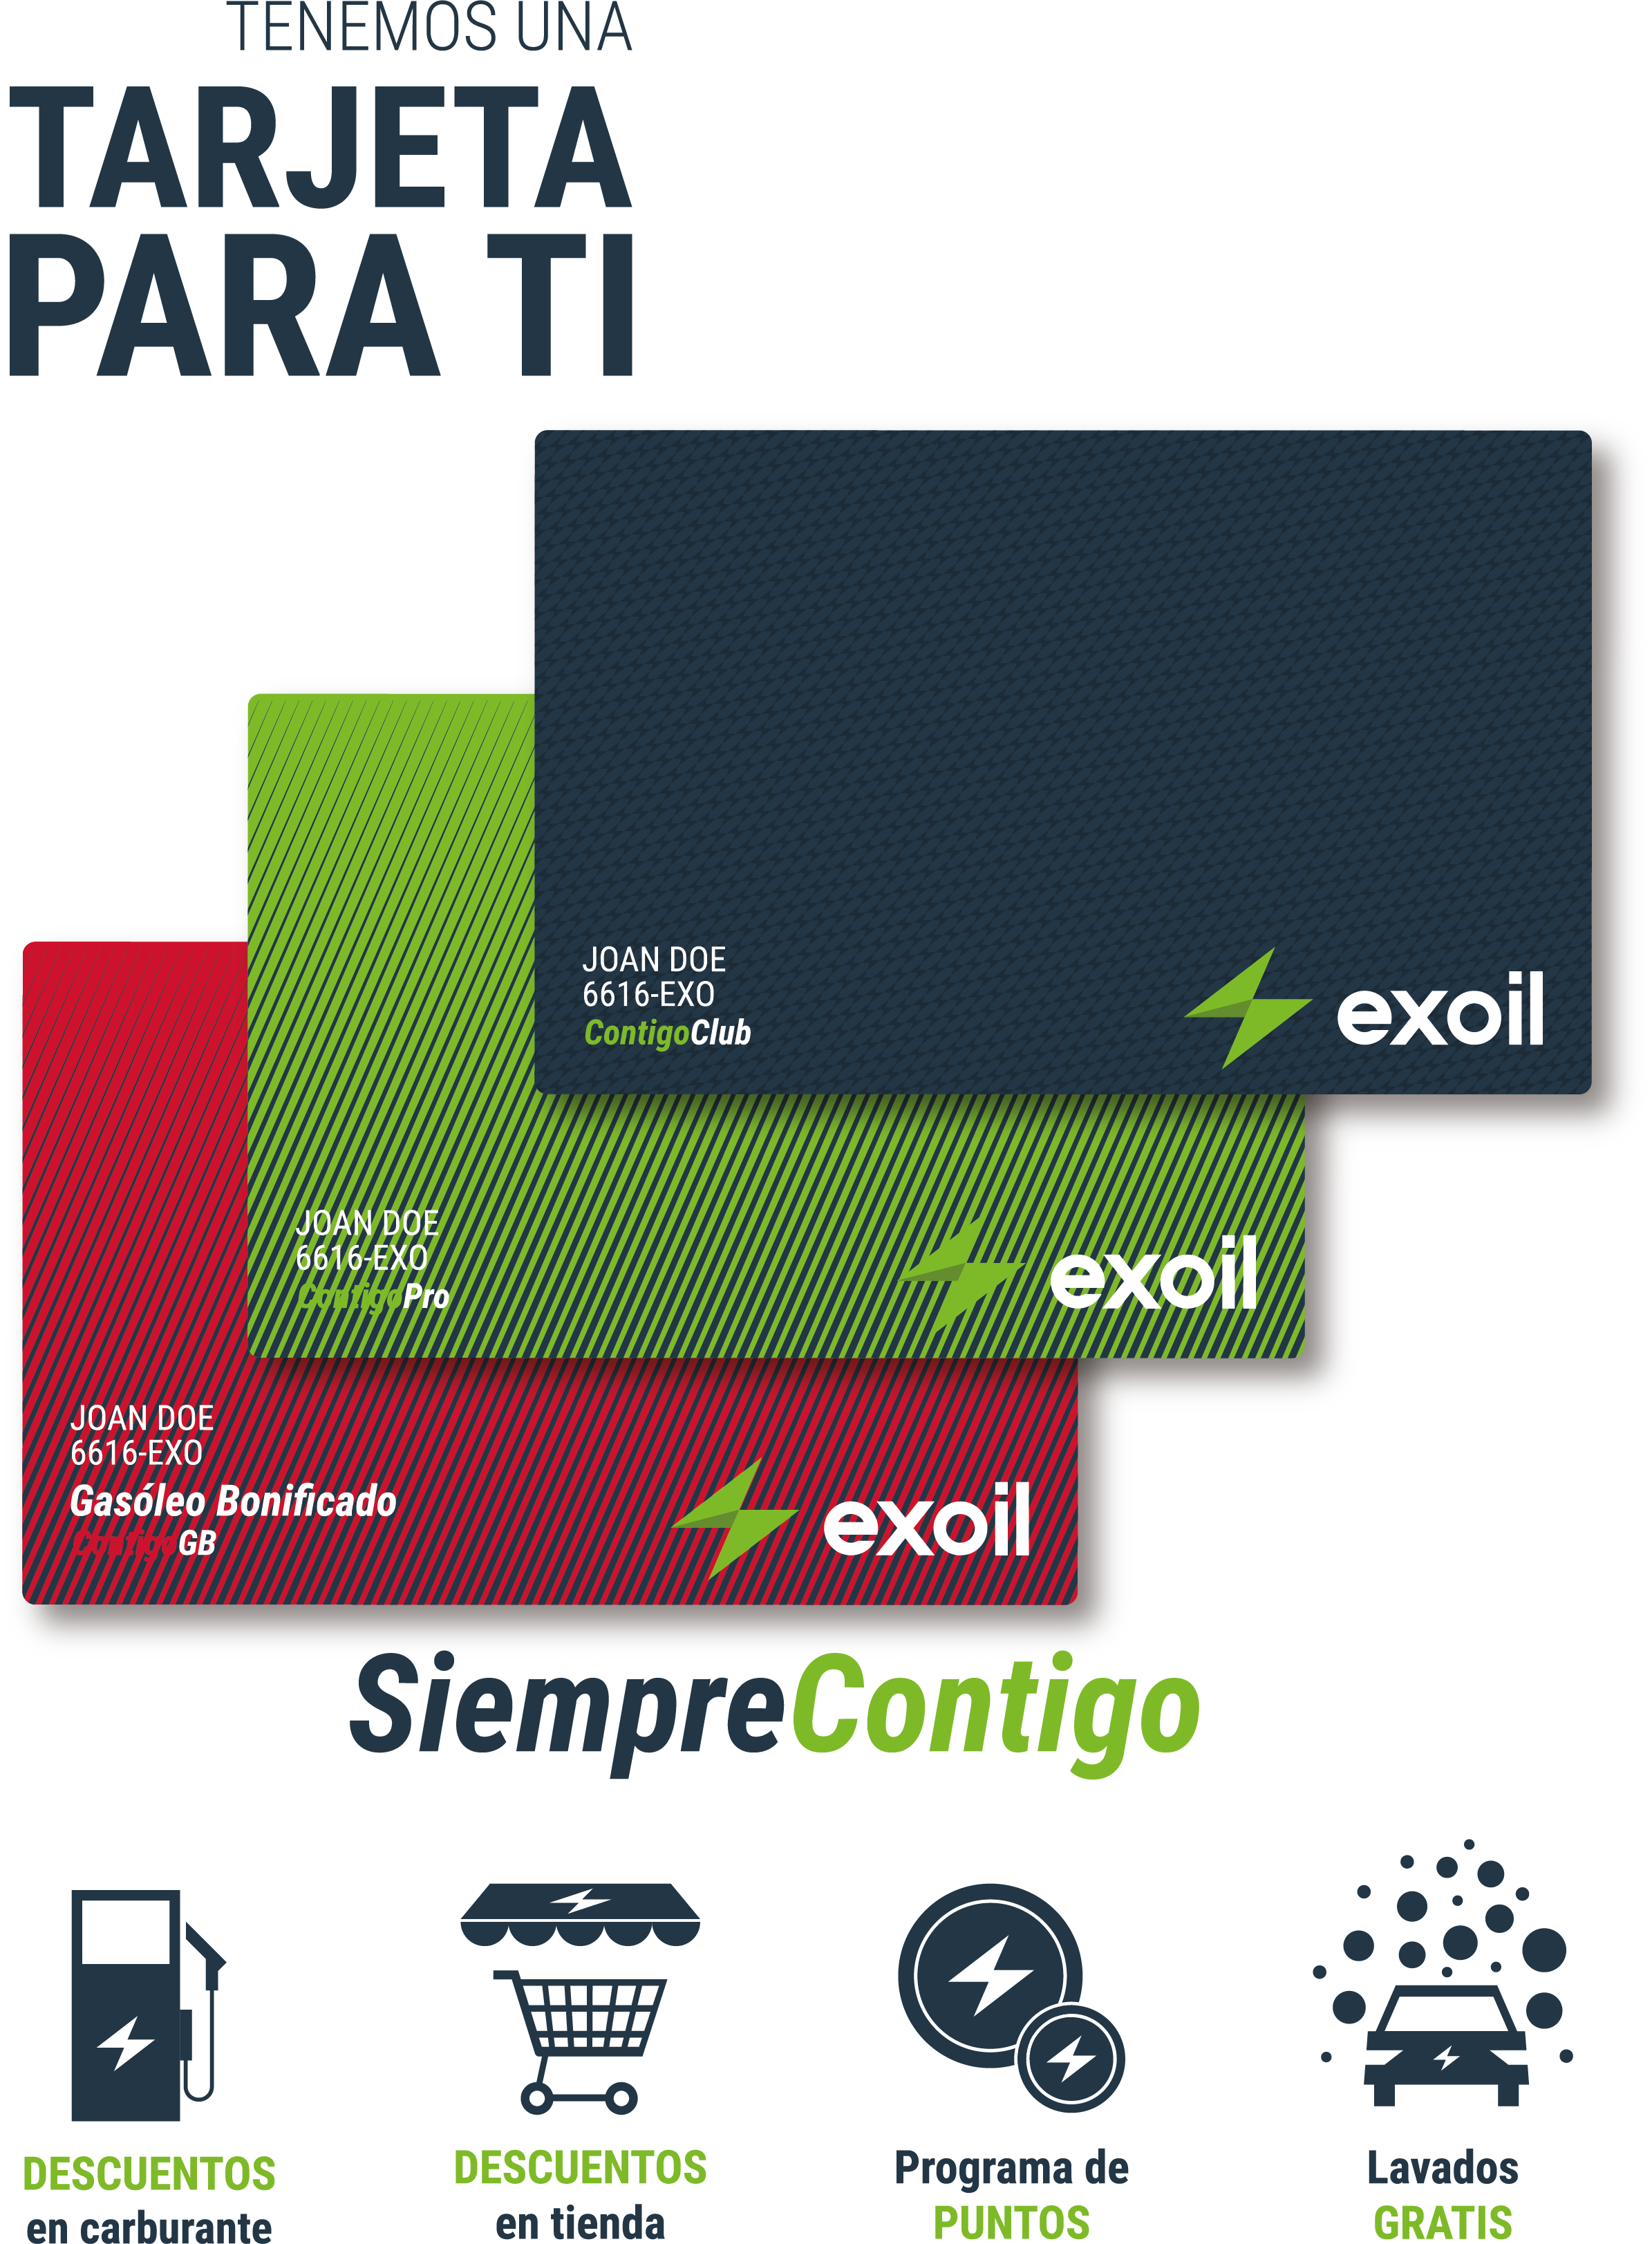 TENEMOS UNA
TARJETA
PARA TI
JOAN DOE
6616-EXO
ContigoClub
exoil
JOAN DOE
6616-EXO
ContigoPro
exoil
JOAN DOE
6616-EXO
Gasóleo Bonificado
ContigoGB
exoil
SiempreContigo
DESCUENTOS
en carburante
DESCUENTOS
en tienda
Programa de
PUNTOS
Lavados
GRATIS